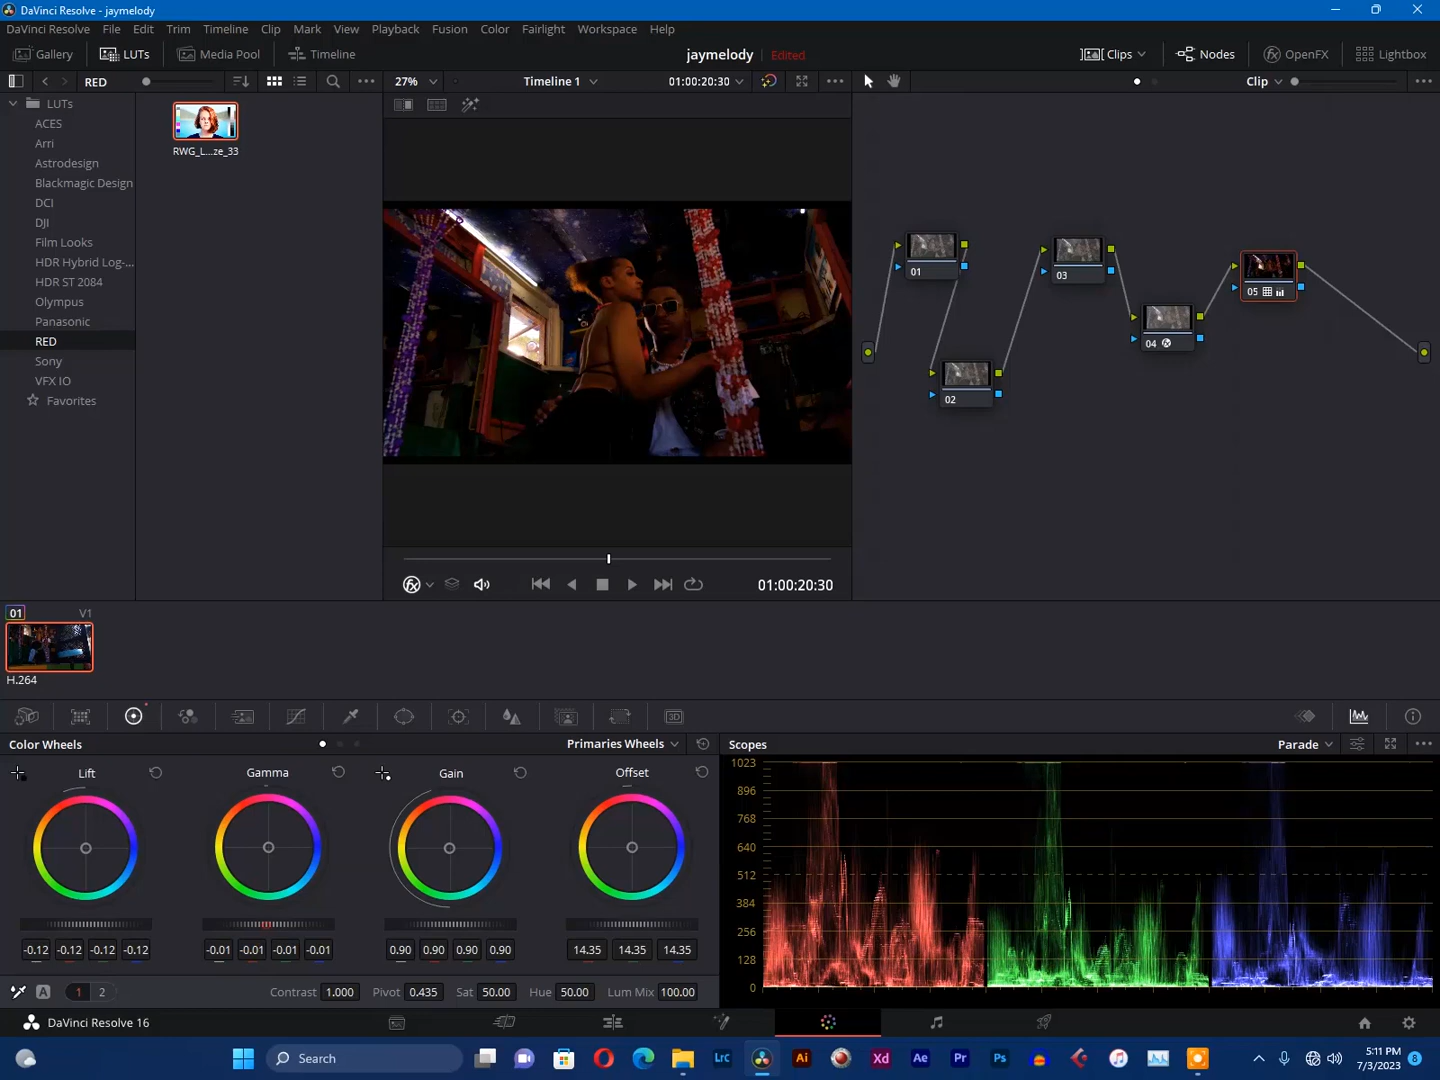 DaVinci Resolve - jaymelody
DaVinci Resolve File Edit Trim Timeline Clip Mark View Playback Fusion Color Fairlight Workspace Help
Gallery LUTs Media Pool Timeline jaymelody Edited Clips Nodes OpenFX Lightbox
RED 27% Timeline 1 01:00:20:30 Clip
LUTs
ACES
Arri
Astrodesign
Blackmagic Design
DCI
DJI
Film Looks
HDR Hybrid Log-...
HDR ST 2084
Olympus
Panasonic
RED
Sony
VFX IO
Favorites
RWG_L...ze_33
01
02
03
04
05
01:00:20:30
01 V1
H.264
Color Wheels Primaries Wheels Scopes Parade
Lift Gamma Gain Offset
-0.12 -0.12 -0.12 -0.12 -0.01 -0.01 -0.01 -0.01 0.90 0.90 0.90 0.90 14.35 14.35 14.35
A 1 2 Contrast 1.000 Pivot 0.435 Sat 50.00 Hue 50.00 Lum Mix 100.00
1023
896
768
640
512
384
256
128
0
DaVinci Resolve 16
Search LrC Ai Xd Ae Pr Ps 5:11 PM
7/3/2023 8